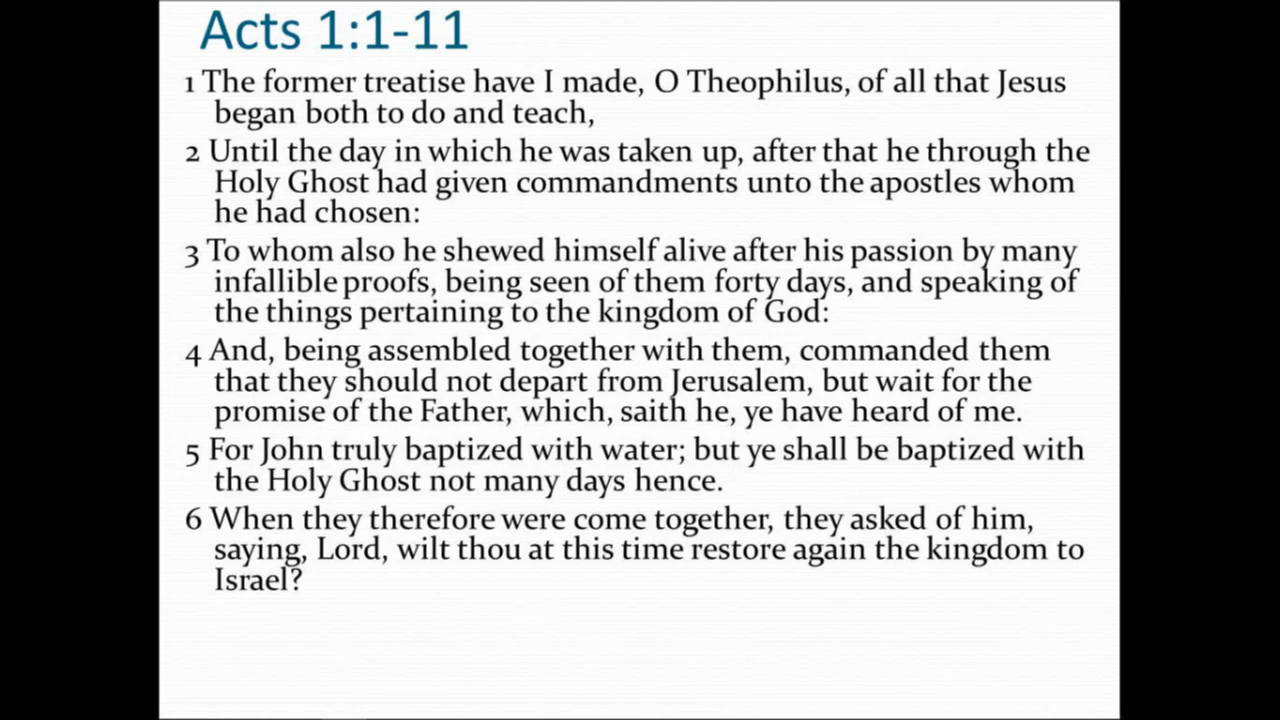 Acts 1:1-11
1 The former treatise have I made, O Theophilus, of all that Jesus
began both to do and teach,
2 Until the day in which he was taken up, after that he through the
Holy Ghost had given commandments unto the apostles whom
he had chosen:
3 To whom also he shewed himself alive after his passion by many
infallible proofs, being seen of them forty days, and speaking of
the things pertaining to the kingdom of God:
4 And, being assembled together with them, commanded them
that they should not depart from Jerusalem, but wait for the
promise of the Father, which, saith he, ye have heard of me.
5 For John truly baptized with water; but ye shall be baptized with
the Holy Ghost not many days hence.
6 When they therefore were come together, they asked of him,
saying, Lord, wilt thou at this time restore again the kingdom to
Israel?